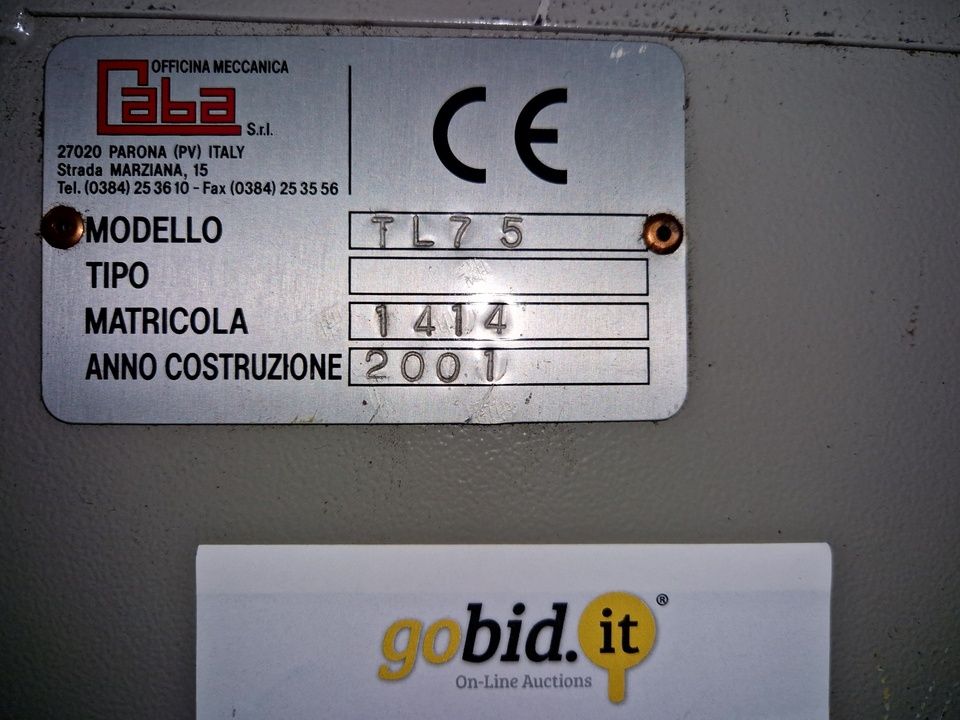 OFFICINA MECCANICA
Caba S.r.l.
27020 PARONA (PV) ITALY
Strada MARZIANA, 15
Tel. (0384) 25 36 10 - Fax (0384) 25 35 56
CE
MODELLO TL75
TIPO
MATRICOLA 1414
ANNO COSTRUZIONE 2001
gobid.it®
On-Line Auctions